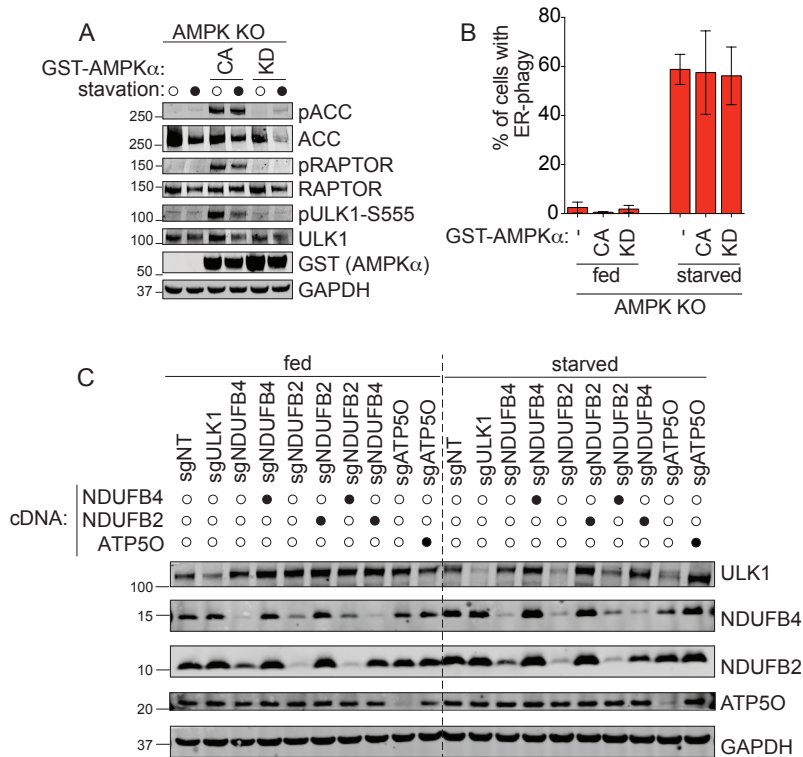 A
AMPK KO
GST-AMPKα: CA KD
stavation:
250 pACC
250 ACC
150 pRAPTOR
150 RAPTOR
100 pULK1-S555
100 ULK1
50 GST (AMPKα)
37 GAPDH
B
% of cells with
ER-phagy
80
60
40
20
0
GST-AMPKα: - CA KD - CA KD
fed starved
AMPK KO
C
fed starved
sgNT sgULK1 sgNDUFB4 sgNDUFB4 sgNDUFB2 sgNDUFB2 sgNDUFB2 sgNDUFB4 sgATP5O sgATP5O sgNT sgULK1 sgNDUFB4 sgNDUFB4 sgNDUFB2 sgNDUFB2 sgNDUFB2 sgNDUFB4 sgATP5O sgATP5O
cDNA:
NDUFB4
NDUFB2
ATP5O
100 ULK1
15 NDUFB4
10 NDUFB2
20 ATP5O
37 GAPDH